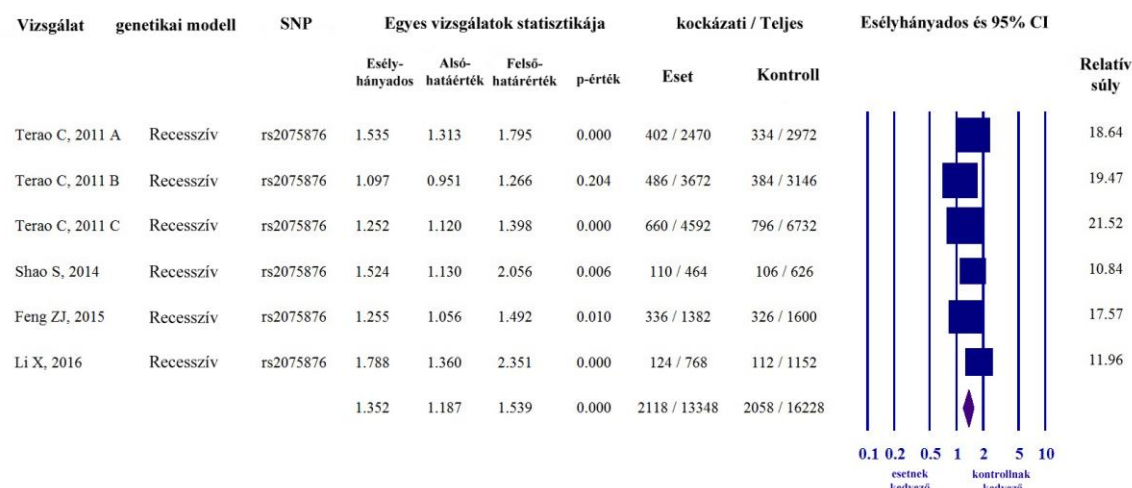 Vizsgálat genetikai modell SNP Egyes vizsgálatok statisztikája kockázati / Teljes Esélyhányados és 95% CI
Esély-hányados Alsó-hatáérték Felső-határérték p-érték Eset Kontroll Relatív súly
Terao C, 2011 A Recesszív rs2075876 1.535 1.313 1.795 0.000 402 / 2470 334 / 2972 18.64
Terao C, 2011 B Recesszív rs2075876 1.097 0.951 1.266 0.204 486 / 3672 384 / 3146 19.47
Terao C, 2011 C Recesszív rs2075876 1.252 1.120 1.398 0.000 660 / 4592 796 / 6732 21.52
Shao S, 2014 Recesszív rs2075876 1.524 1.130 2.056 0.006 110 / 464 106 / 626 10.84
Feng ZJ, 2015 Recesszív rs2075876 1.255 1.056 1.492 0.010 336 / 1382 326 / 1600 17.57
Li X, 2016 Recesszív rs2075876 1.788 1.360 2.351 0.000 124 / 768 112 / 1152 11.96
1.352 1.187 1.539 0.000 2118 / 13348 2058 / 16228
0.1 0.2 0.5 1 2 5 10
esetnek kontrollnak
kedvező kedvező